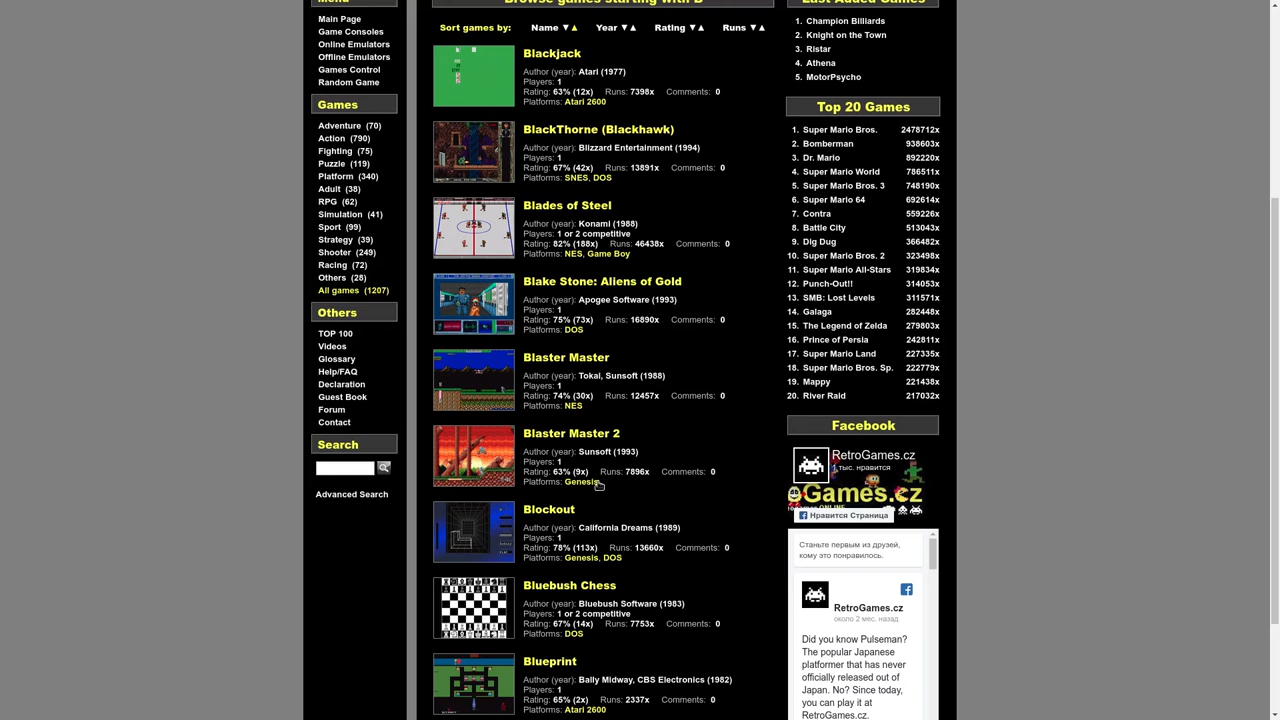 Menu
Main Page
Game Consoles
Online Emulators
Offline Emulators
Games Control
Random Game
Games
Adventure (70)
Action (790)
Fighting (75)
Puzzle (119)
Platform (340)
Adult (38)
RPG (62)
Simulation (41)
Sport (99)
Strategy (39)
Shooter (249)
Racing (72)
Others (28)
All games (1207)
Others
TOP 100
Videos
Glossary
Help/FAQ
Declaration
Guest Book
Forum
Contact
Search
Advanced Search
Browse games starting with B
Sort games by: Name ▼▲ Year ▼▲ Rating ▼▲ Runs ▼▲
Blackjack
Author (year): Atari (1977)
Players: 1
Rating: 63% (12x) Runs: 7398x Comments: 0
Platforms: Atari 2600
BlackThorne (Blackhawk)
Author (year): Blizzard Entertainment (1994)
Players: 1
Rating: 67% (42x) Runs: 13891x Comments: 0
Platforms: SNES, DOS
Blades of Steel
Author (year): Konami (1988)
Players: 1 or 2 competitive
Rating: 82% (188x) Runs: 46438x Comments: 0
Platforms: NES, Game Boy
Blake Stone: Aliens of Gold
Author (year): Apogee Software (1993)
Players: 1
Rating: 75% (73x) Runs: 16890x Comments: 0
Platforms: DOS
Blaster Master
Author (year): Tokai, Sunsoft (1988)
Players: 1
Rating: 74% (30x) Runs: 12457x Comments: 0
Platforms: NES
Blaster Master 2
Author (year): Sunsoft (1993)
Players: 1
Rating: 63% (9x) Runs: 7896x Comments: 0
Platforms: Genesis
Blockout
Author (year): California Dreams (1989)
Players: 1
Rating: 78% (113x) Runs: 13660x Comments: 0
Platforms: Genesis, DOS
Bluebush Chess
Author (year): Bluebush Software (1983)
Players: 1 or 2 competitive
Rating: 67% (14x) Runs: 7753x Comments: 0
Platforms: DOS
Blueprint
Author (year): Bally Midway, CBS Electronics (1982)
Players: 1
Rating: 65% (2x) Runs: 2337x Comments: 0
Platforms: Atari 2600
Last Added Games
1. Champion Billiards
2. Knight on the Town
3. Ristar
4. Athena
5. MotorPsycho
Top 20 Games
1. Super Mario Bros. 2478712x
2. Bomberman 938603x
3. Dr. Mario 892220x
4. Super Mario World 786511x
5. Super Mario Bros. 3 748190x
6. Super Mario 64 692614x
7. Contra 559226x
8. Battle City 513043x
9. Dig Dug 366482x
10. Super Mario Bros. 2 323498x
11. Super Mario All-Stars 319834x
12. Punch-Out!! 314053x
13. SMB: Lost Levels 311571x
14. Galaga 282448x
15. The Legend of Zelda 279803x
16. Prince of Persia 242811x
17. Super Mario Land 227335x
18. Super Mario Bros. Sp. 222779x
19. Mappy 221438x
20. River Raid 217032x
Facebook
RetroGames.cz
тыс. нравится
Games.cz
Нравится Страница
Станьте первым из друзей,
кому это понравилось.
RetroGames.cz
около 2 мес. назад
Did you know Pulseman?
The popular Japanese
platformer that has never
officially released out of
Japan. No? Since today,
you can play it at
RetroGames.cz.